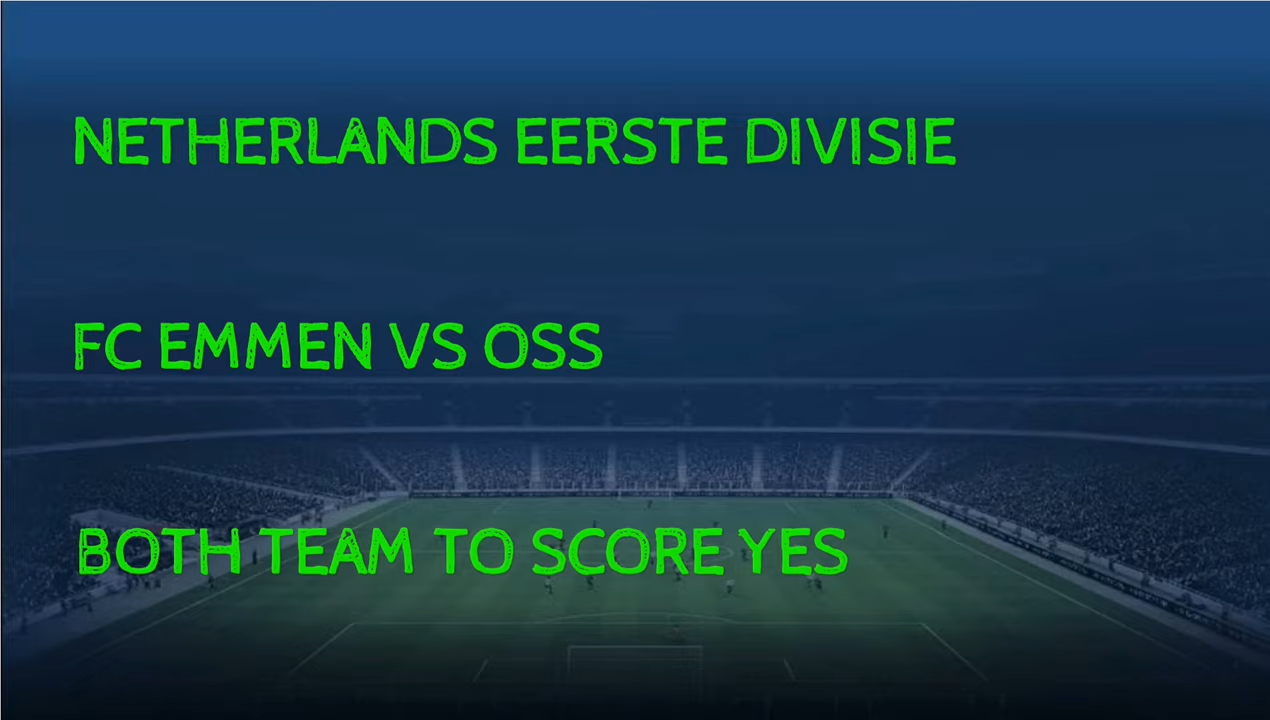 NETHERLANDS EERSTE DIVISIE
FC EMMEN VS OSS
BOTH TEAM TO SCORE YES